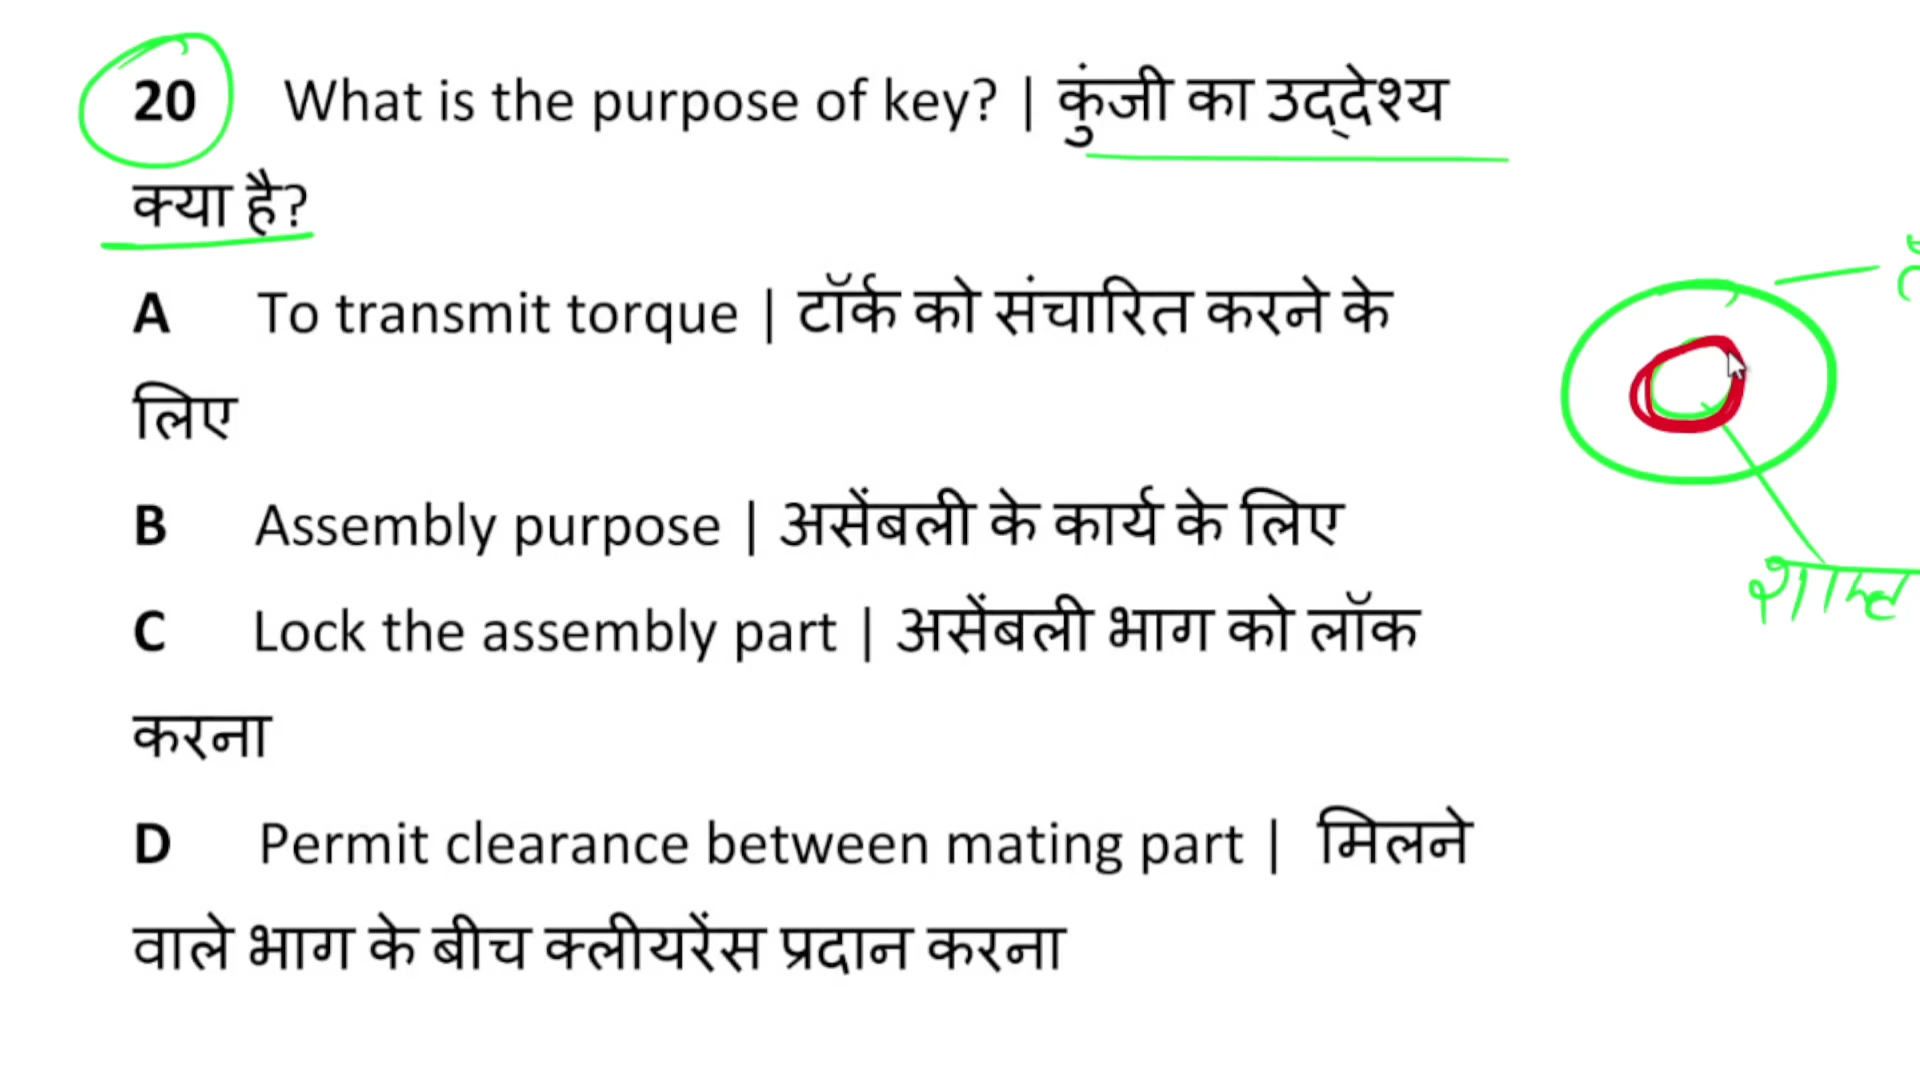 20 What is the purpose of key? | कुंजी का उद्देश्य
क्या है?
A To transmit torque | टॉर्क को संचारित करने के
लिए
B Assembly purpose | असेंबली के कार्य के लिए
C Lock the assembly part | असेंबली भाग को लॉक
करना
D Permit clearance between mating part | मिलने
वाले भाग के बीच क्लीयरेंस प्रदान करना